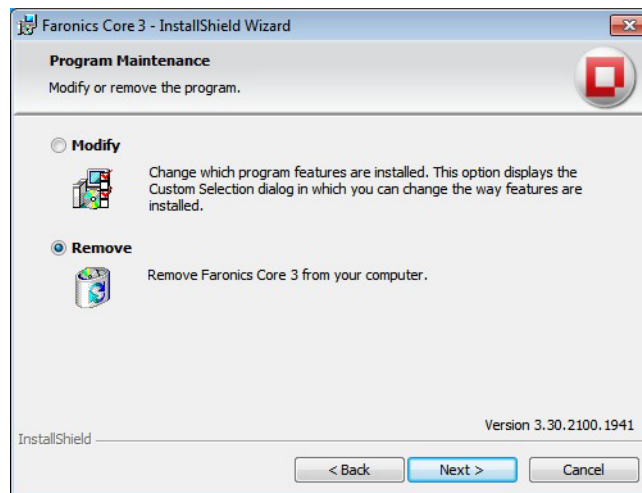 Faronics Core 3 - InstallShield Wizard
Program Maintenance
Modify or remove the program.
Modify
Change which program features are installed. This option displays the
Custom Selection dialog in which you can change the way features are
installed.
Remove
Remove Faronics Core 3 from your computer.
Version 3.30.2100.1941
InstallShield
< Back
Next >
Cancel